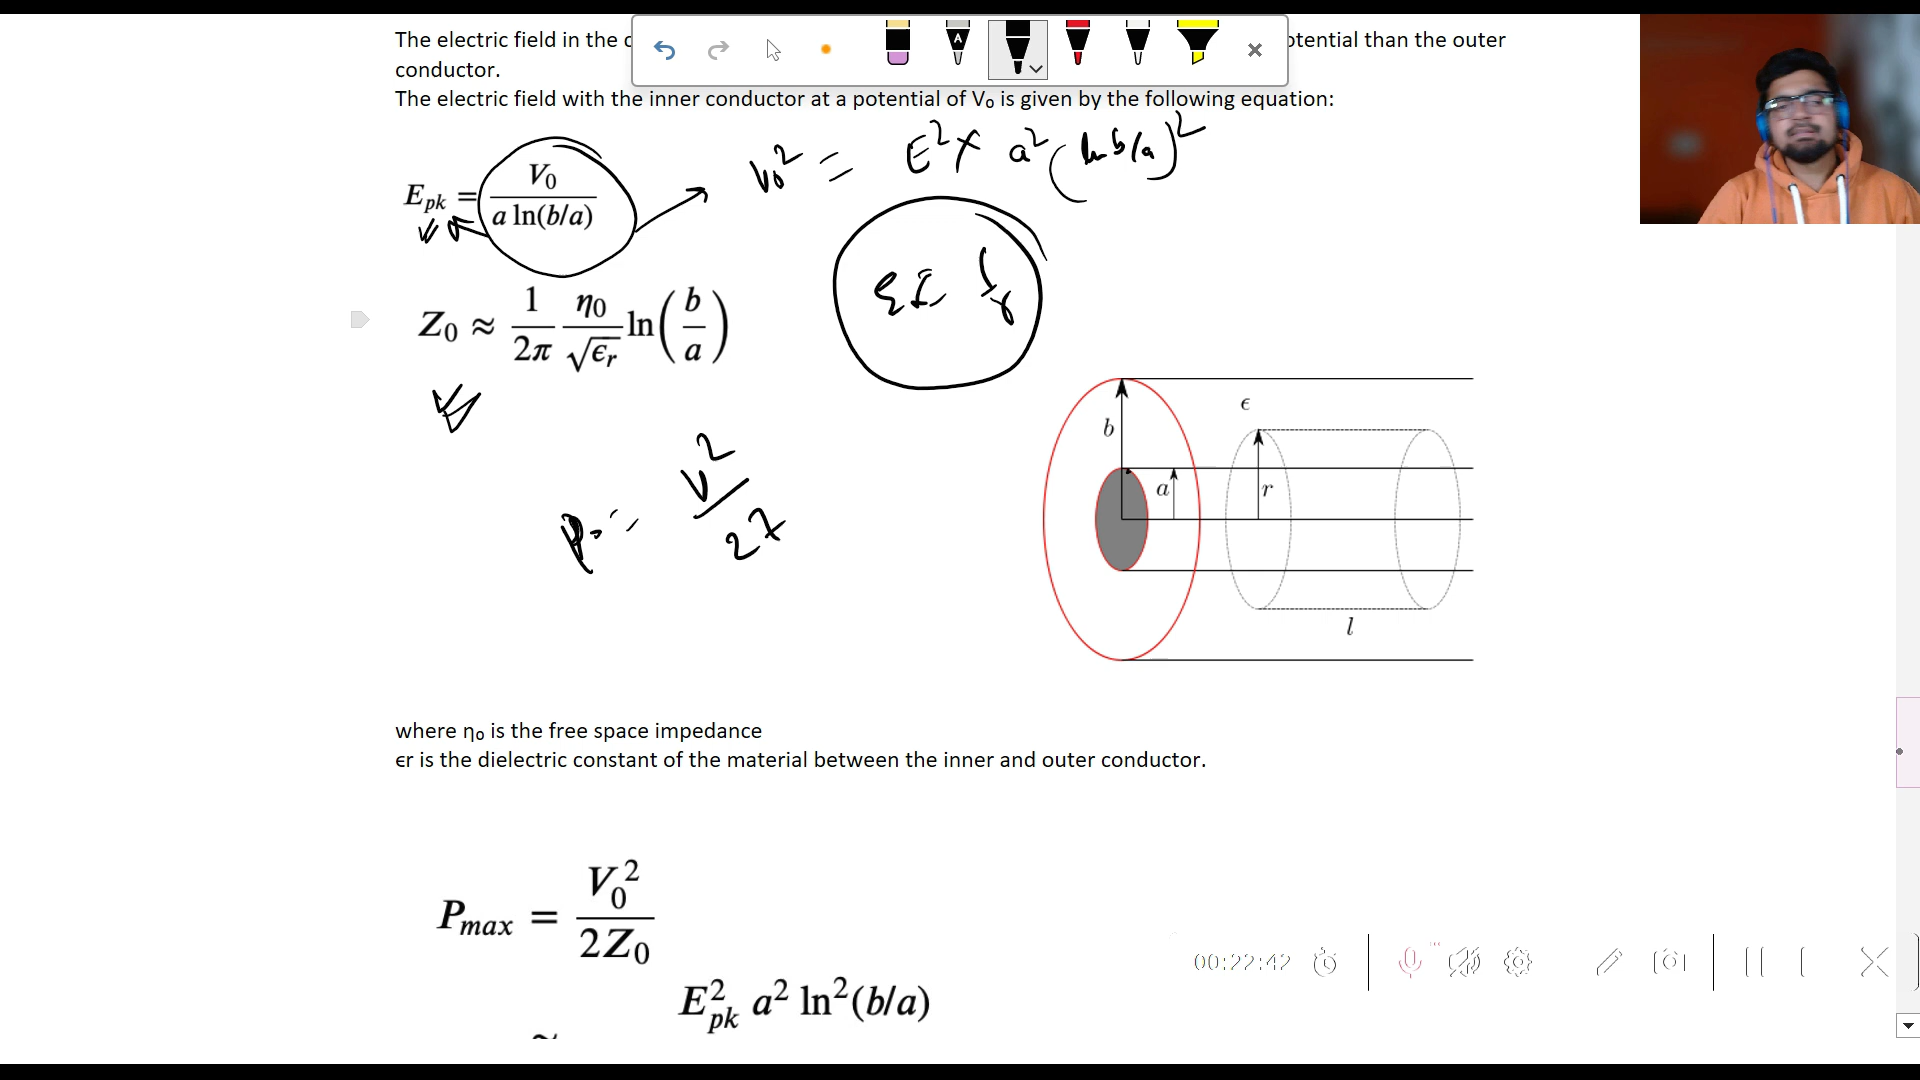 The electric field in the c
otential than the outer
conductor.
The electric field with the inner conductor at a potential of V₀ is given by the following equation:
V₀² = E² × a² (ln b/a)²
E_pk = V₀ / (a ln(b/a))
Z₀ ≈ (1/2π) (η₀/√ϵr) ln(b/a)
b
ϵ
a
r
l
P₀ = V² / 2Z
where η₀ is the free space impedance
ϵr is the dielectric constant of the material between the inner and outer conductor.
P_max = V₀² / 2Z₀
≈ E²_pk a² ln²(b/a)
00:22:42